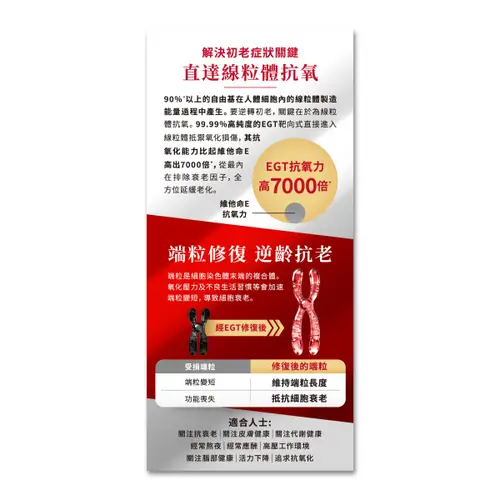 解決初老症狀關鍵
直達線粒體抗氧
90%*以上的自由基在人體細胞內的線粒體製造
能量過程中產生。要逆轉初老，關鍵在於為線粒
體抗氧。99.99%高純度的EGT靶向式直接進入
線粒體抵禦氧化損傷，其抗
氧化能力比起維他命E
高出7000倍*，從最內
在排除衰老因子，全
方位延緩老化。
EGT抗氧力
高7000倍*
維他命E
抗氧力
端粒修復 逆齡抗老
端粒是細胞染色體末端的複合體。
氧化壓力及不良生活習慣等會加速
端粒變短，導致細胞衰老。
經EGT修復後
受損端粒 修復後的端粒
端粒變短 維持端粒長度
功能喪失 抵抗細胞衰老
適合人士：
關注抗衰老｜關注皮膚健康｜關注代謝健康
經常熬夜｜經常應酬｜高壓工作環境
關注腦部健康｜活力下降｜追求抗氧化